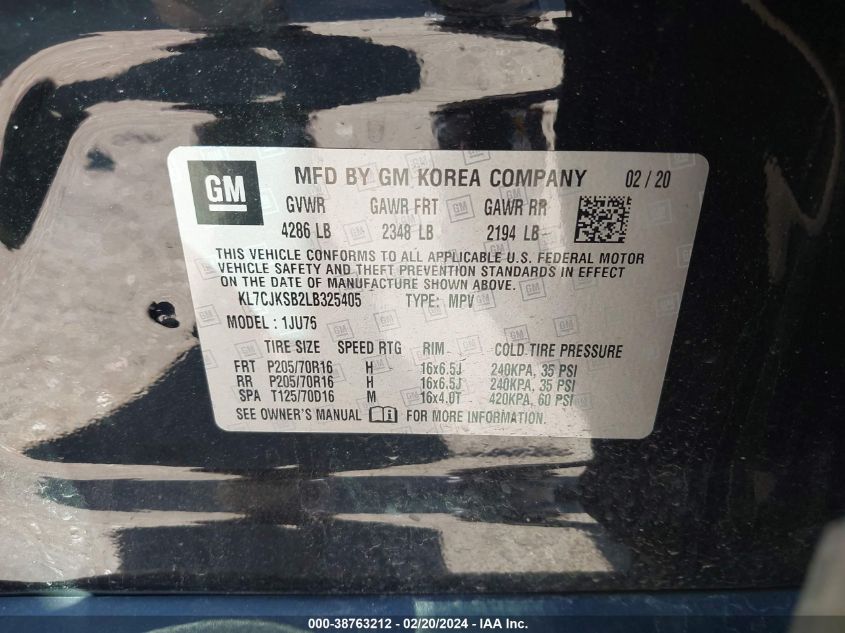 GM
MFD BY GM KOREA COMPANY 02/20
GVWR GAWR FRT GAWR RR
4286 LB 2348 LB 2194 LB
THIS VEHICLE CONFORMS TO ALL APPLICABLE U.S. FEDERAL MOTOR
VEHICLE SAFETY AND THEFT PREVENTION STANDARDS IN EFFECT
ON THE DATE OF MANUFACTURE SHOWN ABOVE.
KL7CJKSB2LB325405 TYPE: MPV
MODEL : 1JU75
TIRE SIZE SPEED RTG RIM COLD TIRE PRESSURE
FRT P205/70R16 H 16x6.5J 240KPA, 35 PSI
RR P205/70R16 H 16x6.5J 240KPA, 35 PSI
SPA T125/70D16 M 16x4.0T 420KPA, 60 PSI
SEE OWNER'S MANUAL FOR MORE INFORMATION.
000-38763212 - 02/20/2024 - IAA Inc.